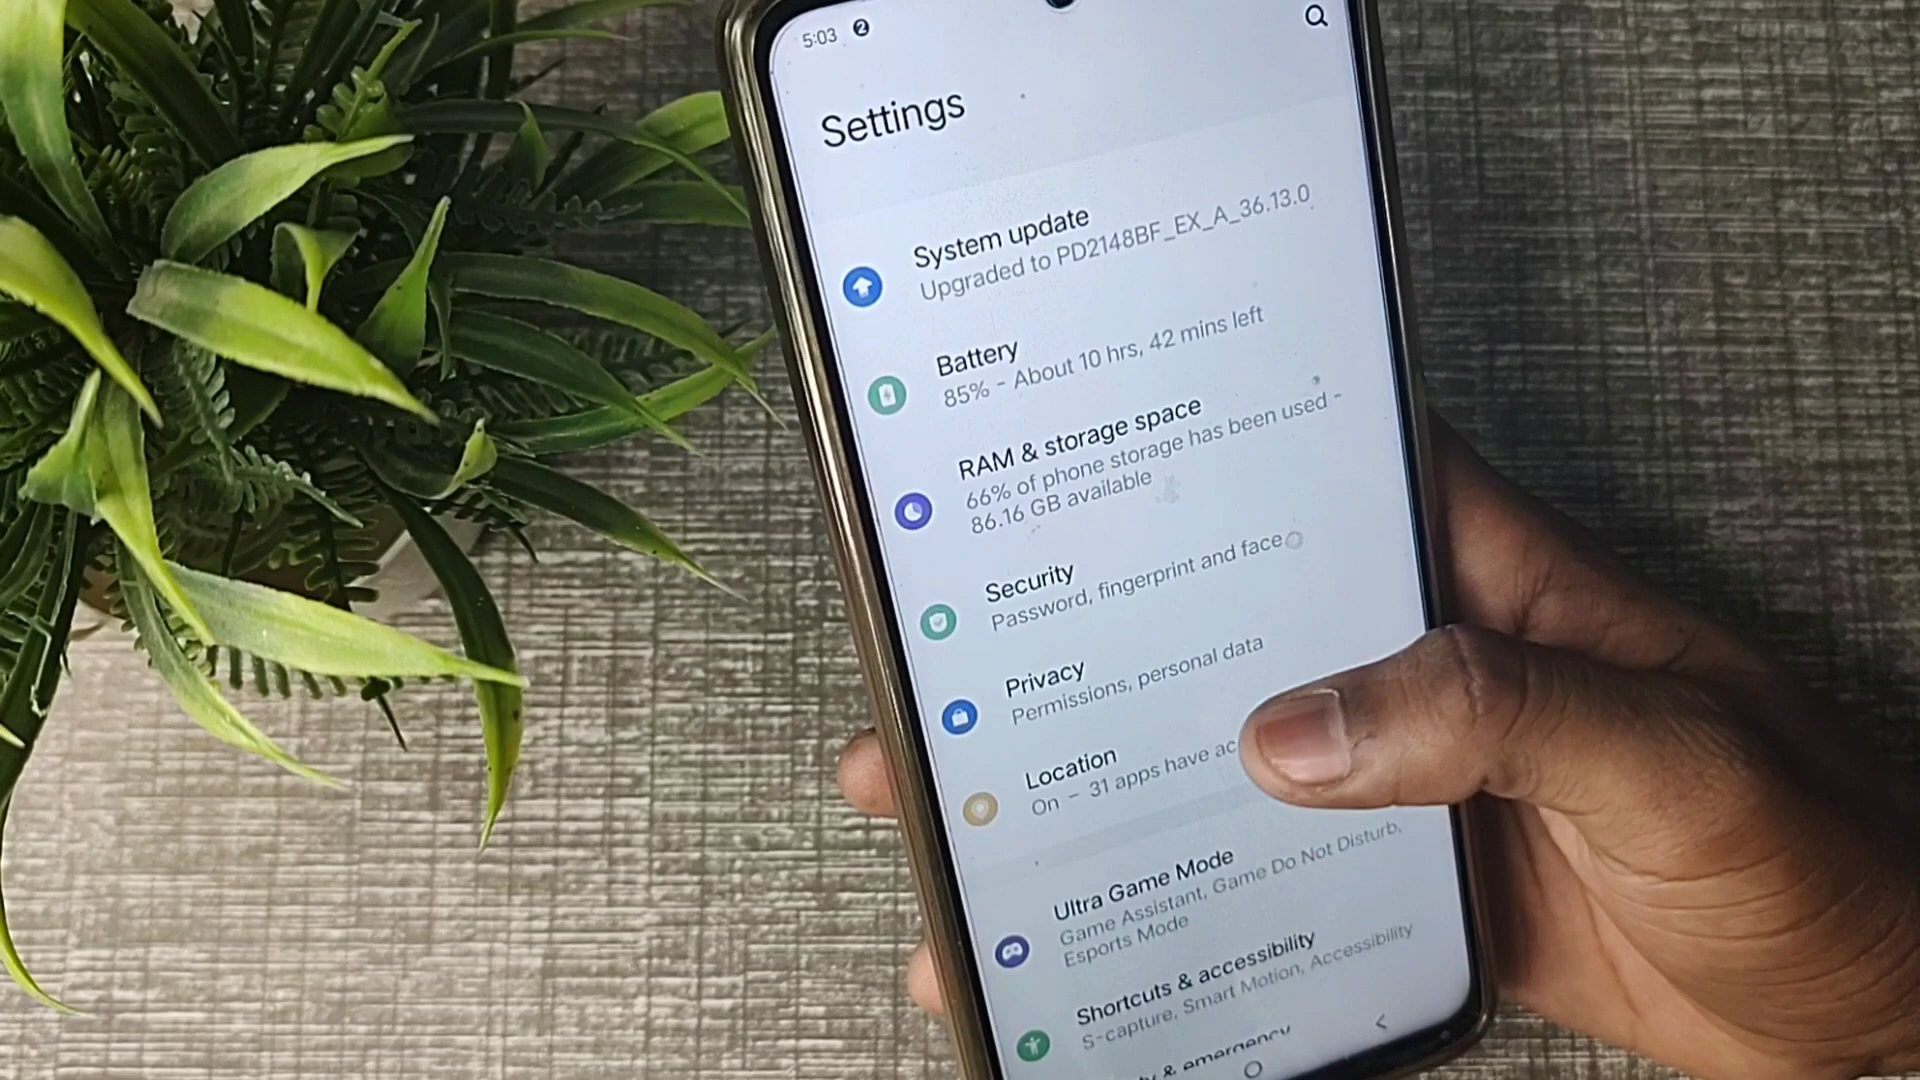 5:03 2
Settings
System update
Upgraded to PD2148BF_EX_A_36.13.0
Battery
85% - About 10 hrs, 42 mins left
RAM & storage space
66% of phone storage has been used -
86.16 GB available
Security
Password, fingerprint and face
Privacy
Permissions, personal data
Location
On - 31 apps have
Ultra Game Mode
Game Assistant, Game Do Not Disturb,
Esports Mode
Shortcuts & accessibility
S-capture, Smart Motion, Accessibility
& emergency